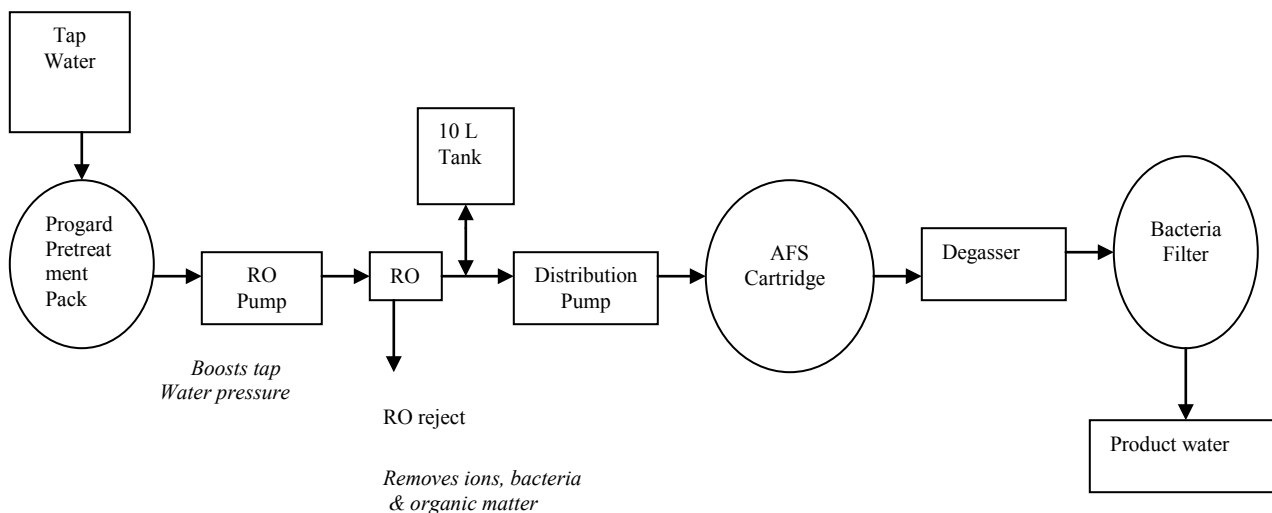 Tap
Water
10 L
Tank
Progard
Pretreat
ment
Pack
RO
Pump
RO
Distribution
Pump
AFS
Cartridge
Degasser
Bacteria
Filter
Boosts tap
Water pressure
RO reject
Removes ions, bacteria
& organic matter
Product water